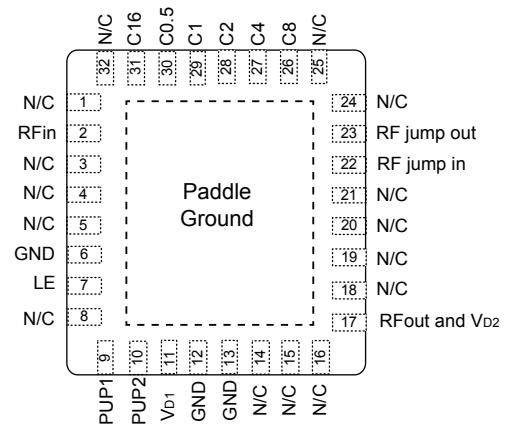 N/C
C16
C0.5
C1
C2
C4
C8
N/C
32
31
30
29
28
27
26
25
N/C 1
RFin 2
N/C 3
N/C 4
N/C 5
GND 6
LE 7
N/C 8
Paddle
Ground
24 N/C
23 RF jump out
22 RF jump in
21 N/C
20 N/C
19 N/C
18 N/C
17 RFout and VD2
9
10
11
12
13
14
15
16
PUP1
PUP2
VD1
GND
GND
N/C
N/C
N/C